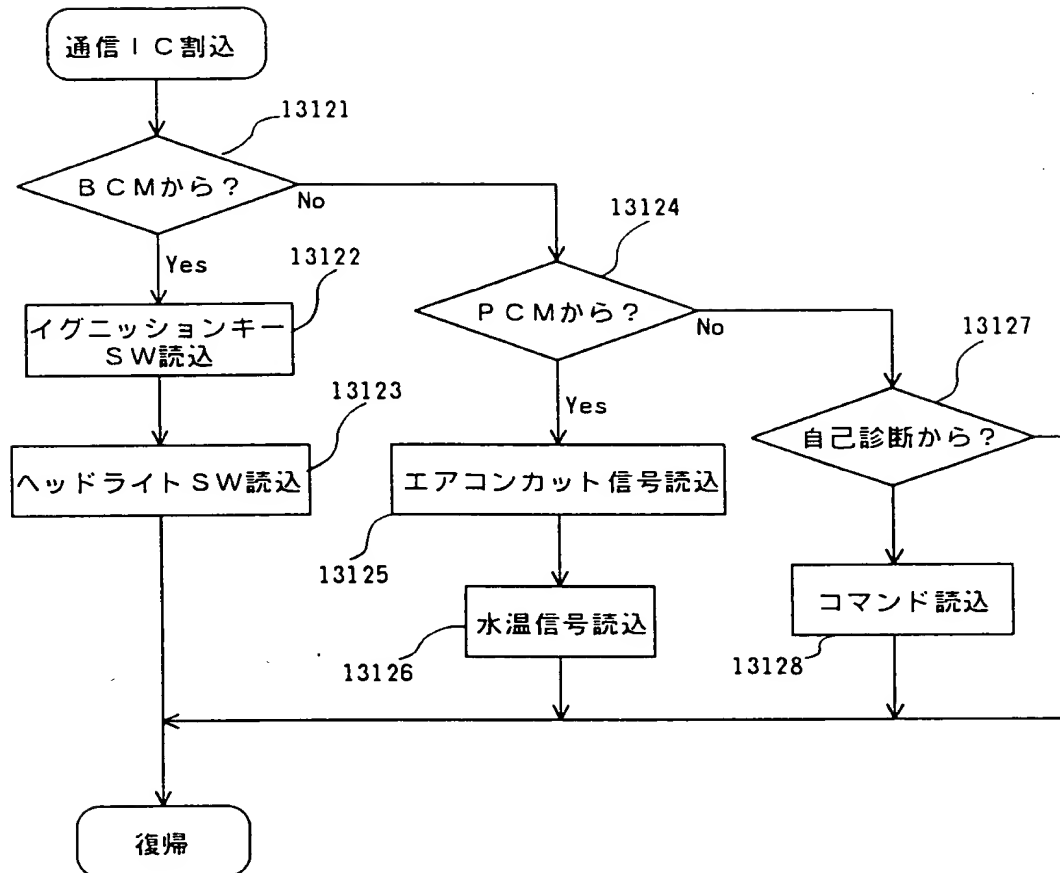 通信IC割込
13121
BCMから?
No
Yes
13122
イグニッションキー
SW読込
13123
ヘッドライトSW読込
13124
PCMから?
No
Yes
エアコンカット信号読込
13125
水温信号読込
13126
13127
自己診断から?
コマンド読込
13128
復帰